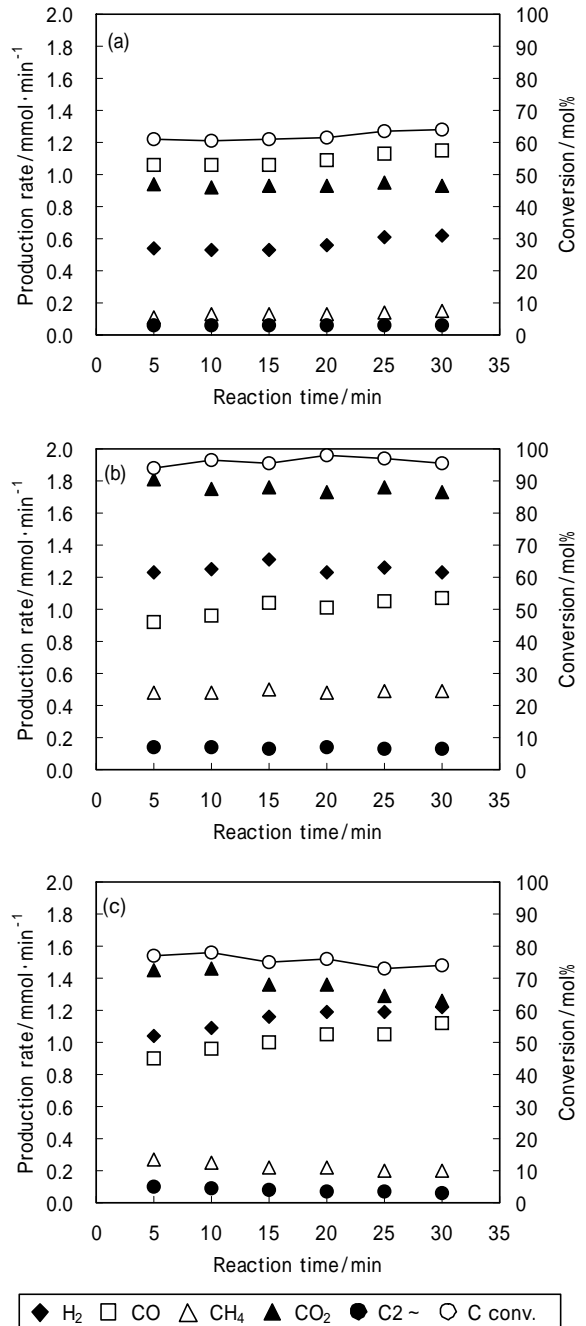 (a)
2.0 100
1.8 90
1.6 80
1.4 70
1.2 60
1.0 50
0.8 40
0.6 30
0.4 20
0.2 10
0.0 0
0 5 10 15 20 25 30 35
Production rate/mmol·min⁻¹
Conversion/mol%
Reaction time/min
(b)
2.0 100
1.8 90
1.6 80
1.4 70
1.2 60
1.0 50
0.8 40
0.6 30
0.4 20
0.2 10
0.0 0
0 5 10 15 20 25 30 35
Production rate/mmol·min⁻¹
Conversion/mol%
Reaction time/min
(c)
2.0 100
1.8 90
1.6 80
1.4 70
1.2 60
1.0 50
0.8 40
0.6 30
0.4 20
0.2 10
0.0 0
0 5 10 15 20 25 30 35
Production rate/mmol·min⁻¹
Conversion/mol%
Reaction time/min
H₂ CO CH₄ CO₂ C2 ~ C conv.